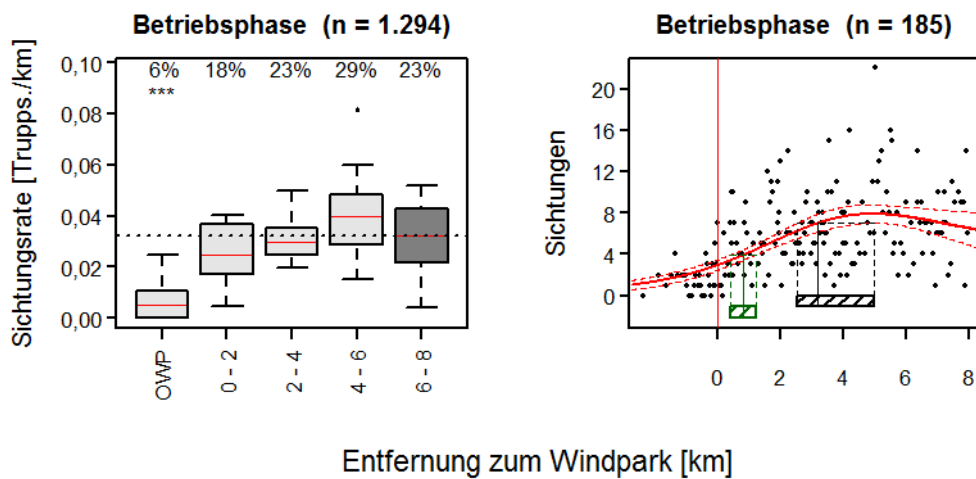 Betriebsphase (n = 1.294)
Sichtungsrate [Trupps./km]
0,10
0,08
0,06
0,04
0,02
0,00
6% 18% 23% 29% 23%
***
OWP
0 - 2
2 - 4
4 - 6
6 - 8
Betriebsphase (n = 185)
Sichtungen
20
16
12
8
4
0
0 2 4 6 8
Entfernung zum Windpark [km]